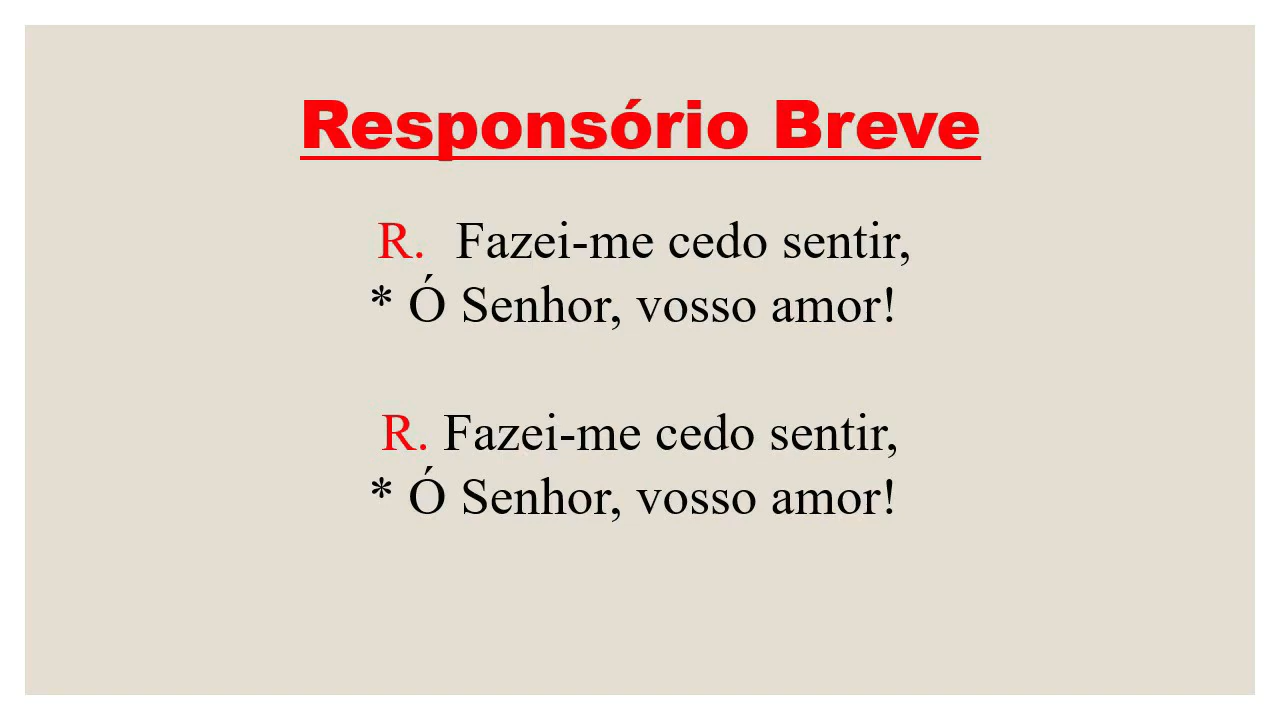 Responsório Breve
R. Fazei-me cedo sentir,
* Ó Senhor, vosso amor!
R. Fazei-me cedo sentir,
* Ó Senhor, vosso amor!